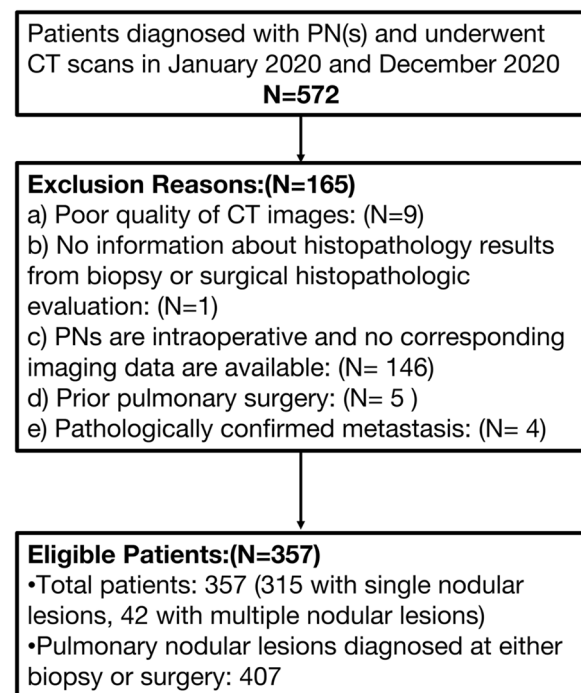 Patients diagnosed with PN(s) and underwent
CT scans in January 2020 and December 2020
N=572
Exclusion Reasons:(N=165)
a) Poor quality of CT images: (N=9)
b) No information about histopathology results
from biopsy or surgical histopathologic
evaluation: (N=1)
c) PNs are intraoperative and no corresponding
imaging data are available: (N= 146)
d) Prior pulmonary surgery: (N= 5 )
e) Pathologically confirmed metastasis: (N= 4)
Eligible Patients:(N=357)
•Total patients: 357 (315 with single nodular
lesions, 42 with multiple nodular lesions)
•Pulmonary nodular lesions diagnosed at either
biopsy or surgery: 407